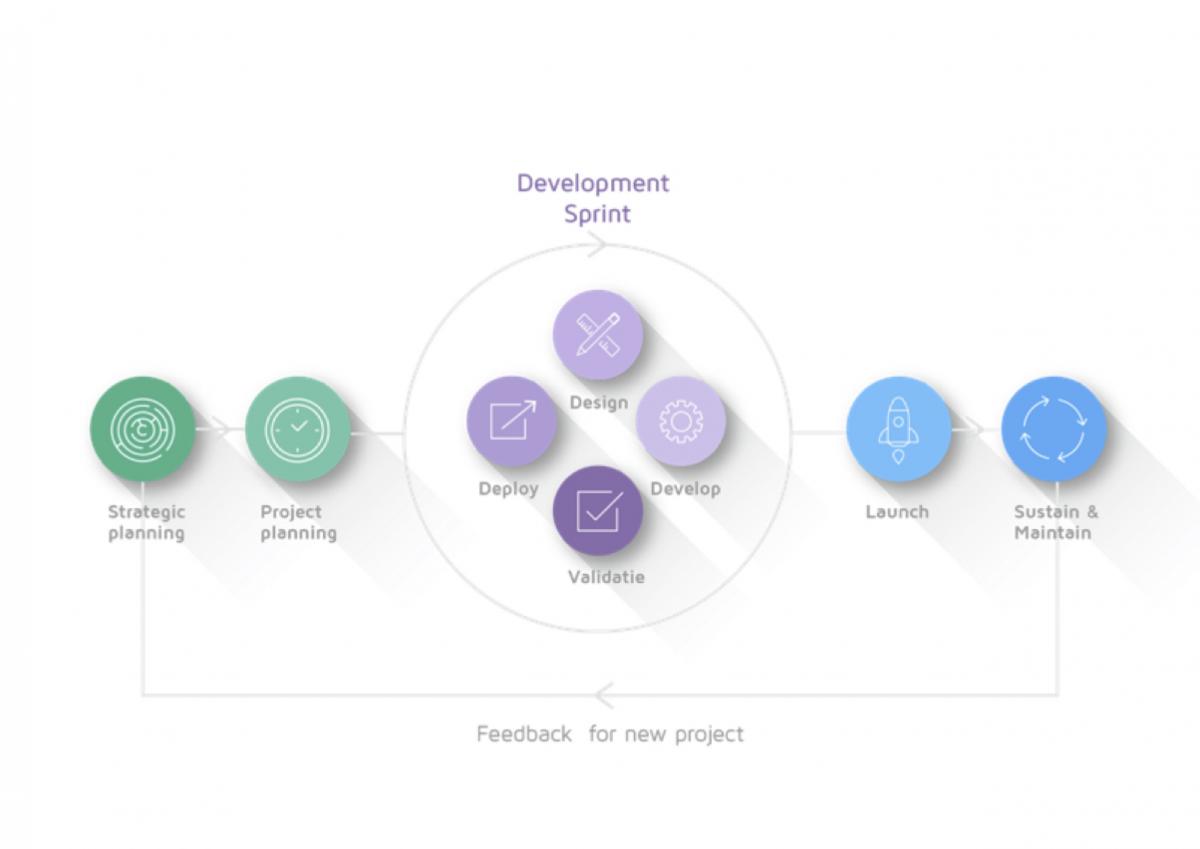 Development
Sprint
Design
Deploy
Develop
Validatie
Strategic
planning
Project
planning
Launch
Sustain &
Maintain
Feedback for new project